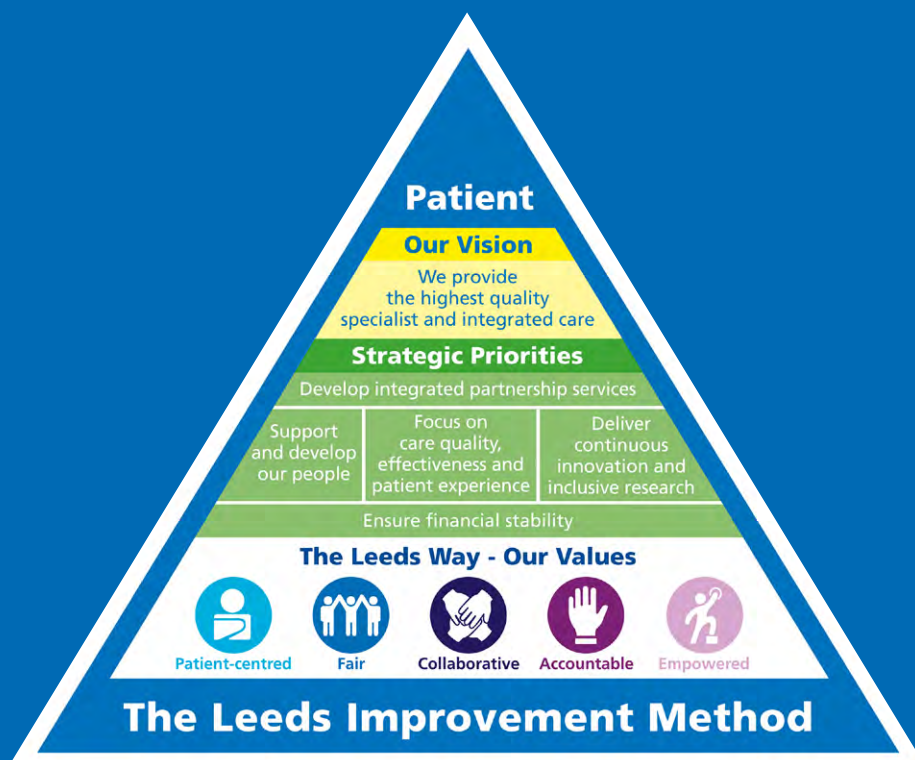 Patient
Our Vision
We provide
the highest quality
specialist and integrated care
Strategic Priorities
Develop integrated partnership services
Support
and develop
our people
Focus on
care quality,
effectiveness and
patient experience
Deliver
continuous
innovation and
inclusive research
Ensure financial stability
The Leeds Way - Our Values
Patient-centred
Fair
Collaborative
Accountable
Empowered
The Leeds Improvement Method